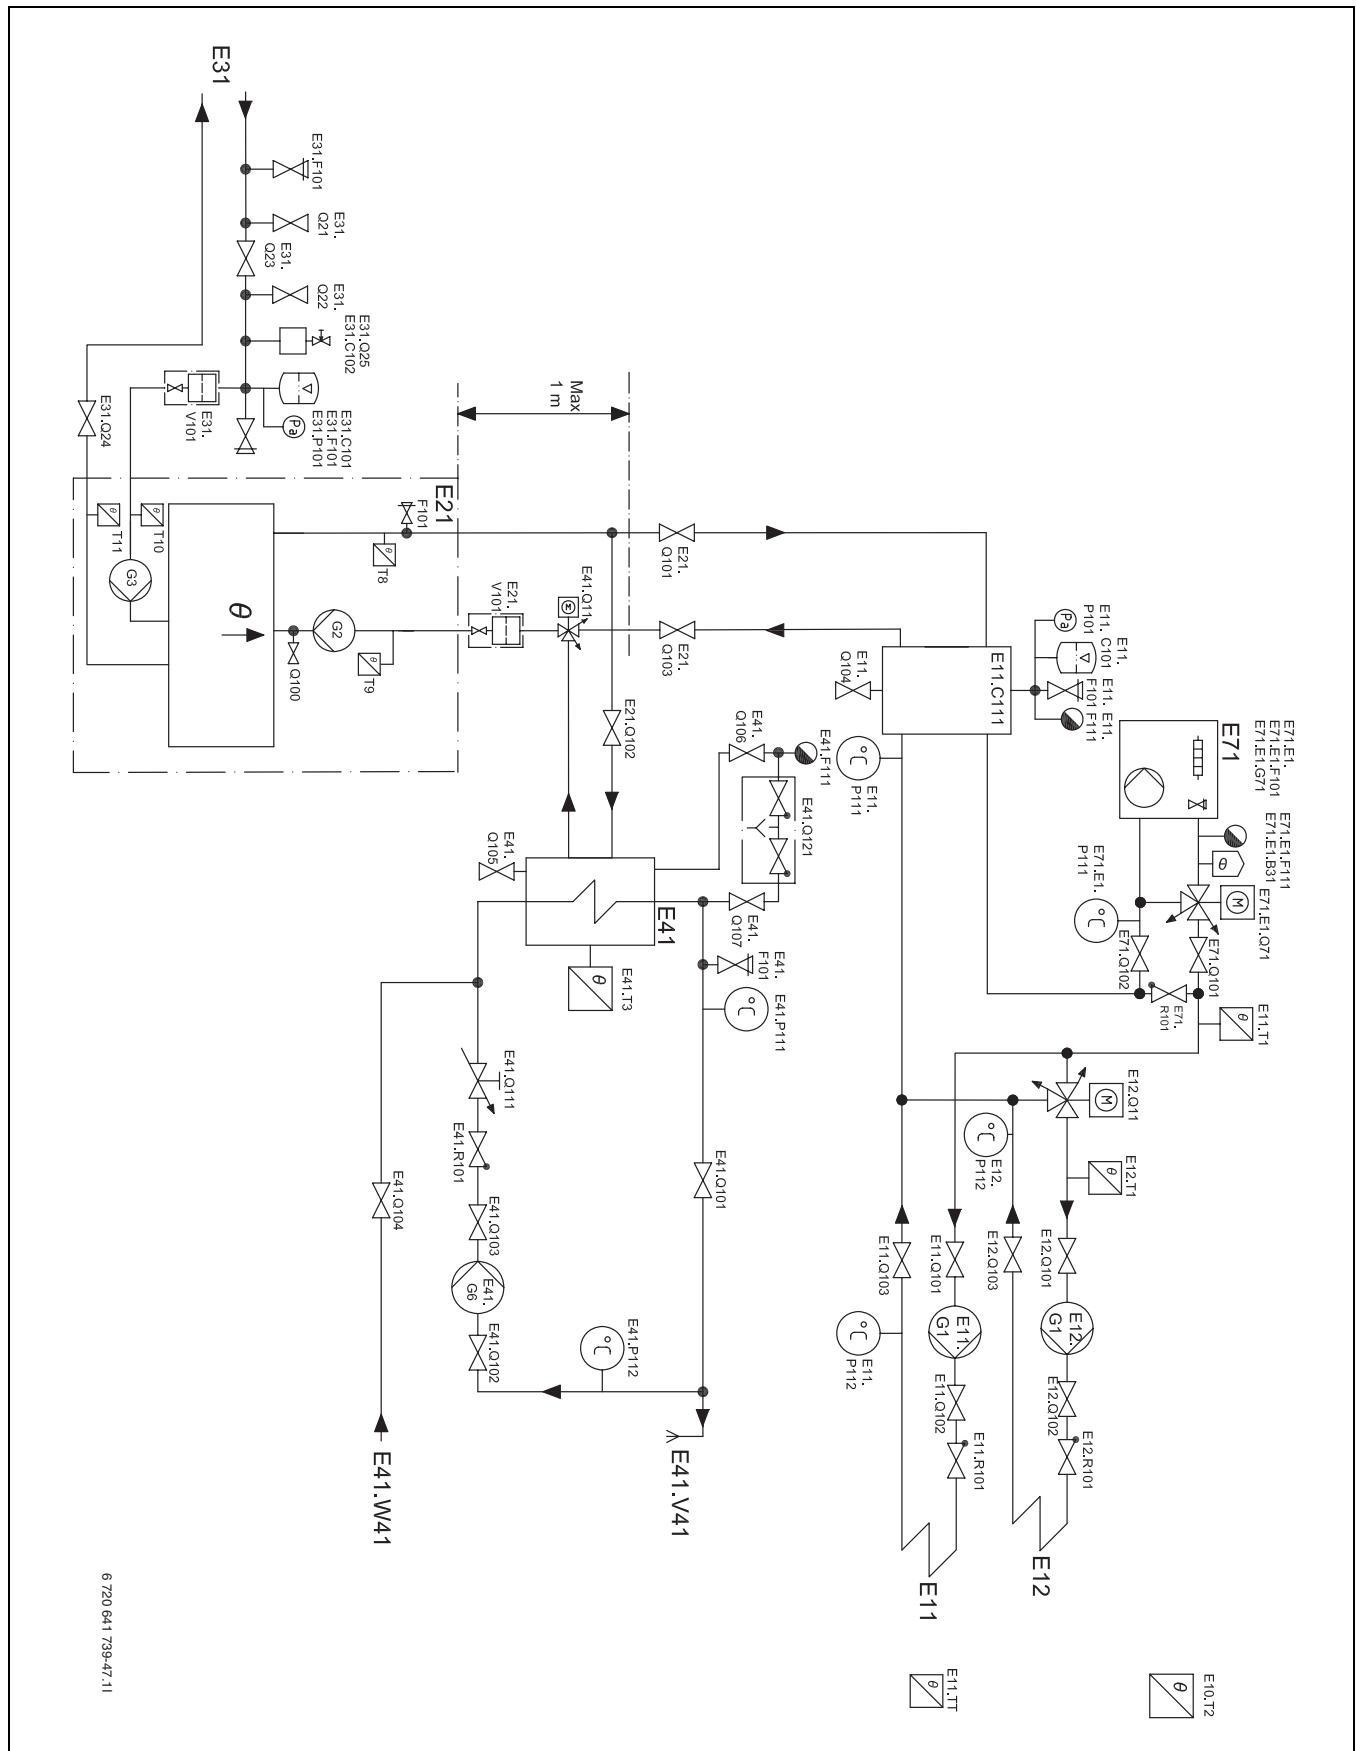 E31
E31.F101
E31.
Q21
E31.
Q23
E31.
Q22
E31.Q25
E31.C102
E31.C101
E31.F101
E31.P101
Pa
E31.
V101
E31.Q24
Max
1 m
E21
F101
θ
T8
θ
T10
θ
T11
G3
θ
G2
Q100
θ
T9
E21.
V101
E41.Q11
M
E21.
Q101
E21.
Q103
E21.Q102
E11.
P101
Pa
E11.
C101
E11.
F101
E11.
F111
E11.C111
E11.
Q104
°C
E11.
P111
E71
E71.E1.
E71.E1.F101
E71.E1.G71
E71.E1.F111
E71.E1.B31
θ
E71.E1.Q71
M
E71.E1.
P111
°C
E71.Q102
E71.Q101
E71.
R101
E11.T1
θ
E41.
Q106
E41.F111
E41.Q121
E41.
Q107
E41.
Q105
E41
E41.T3
θ
E41.
F101
E41.P111
°C
E12.Q11
M
E12.T1
θ
°C
E12.
P112
E41.Q111
E41.R101
E41.Q103
E41.
G6
E41.Q102
E41.Q104
E41.Q101
E41.P112
°C
E11.Q103
E11.Q101
E12.Q103
E12.Q101
E11.
G1
E12.
G1
°C
E11.
P112
E11.Q102
E12.Q102
E11.R101
E12.R101
E41.W41
E41.V41
E11
E12
E11.TT
θ
E10.T2
θ
6 720 641 739-47.1I